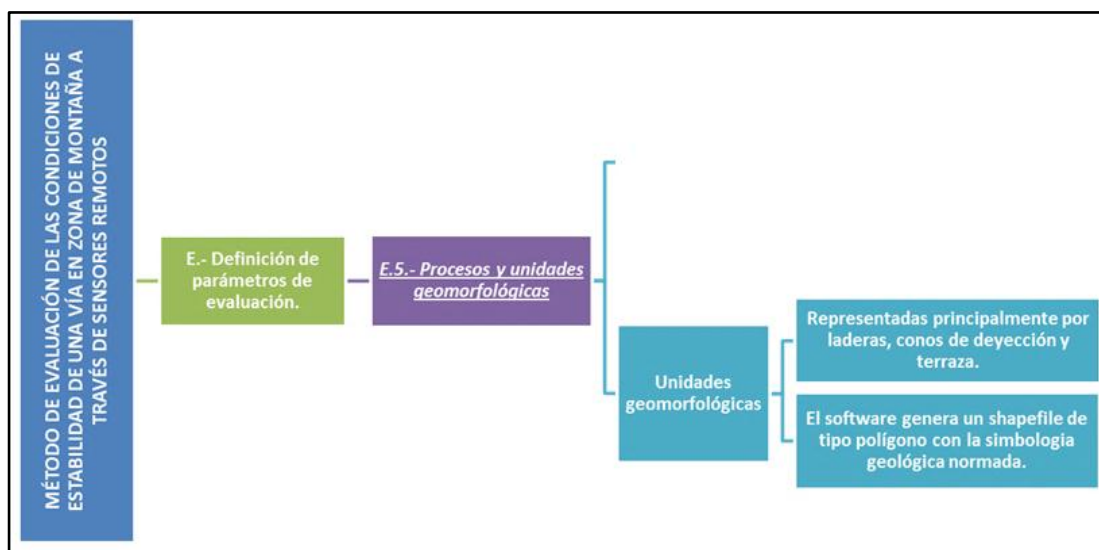 MÉTODO DE EVALUACIÓN DE LAS CONDICIONES DE
ESTABILIDAD DE UNA VÍA EN ZONA DE MONTAÑA A
TRAVÉS DE SENSORES REMOTOS
E.- Definición de
parámetros de
evaluación.
E.5.- Procesos y unidades
geomorfológicas
Unidades
geomorfológicas
Representadas principalmente por
laderas, conos de deyección y
terraza.
El software genera un shapefile de
tipo polígono con la simbologia
geológica normada.